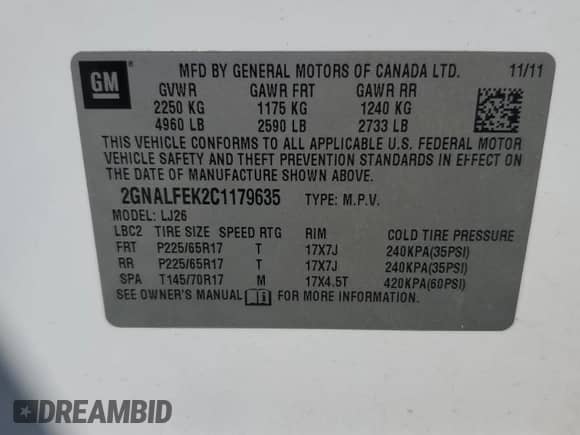 GM
MFD BY GENERAL MOTORS OF CANADA LTD. 11/11
GVWR GAWR FRT GAWR RR
2250 KG 1175 KG 1240 KG
4960 LB 2590 LB 2733 LB
THIS VEHICLE CONFORMS TO ALL APPLICABLE U.S. FEDERAL MOTOR
VEHICLE SAFETY AND THEFT PREVENTION STANDARDS IN EFFECT ON
THE DATE OF MANUFACTURE SHOWN ABOVE.
2GNALFEK2C1179635 TYPE: M.P.V.
MODEL: LJ26
LBC2 TIRE SIZE SPEED RTG RIM COLD TIRE PRESSURE
FRT P225/65R17 T 17X7J 240KPA(35PSI)
RR P225/65R17 T 17X7J 240KPA(35PSI)
SPA T145/70R17 M 17X4.5T 420KPA(60PSI)
SEE OWNER'S MANUAL FOR MORE INFORMATION.
DREAMBID